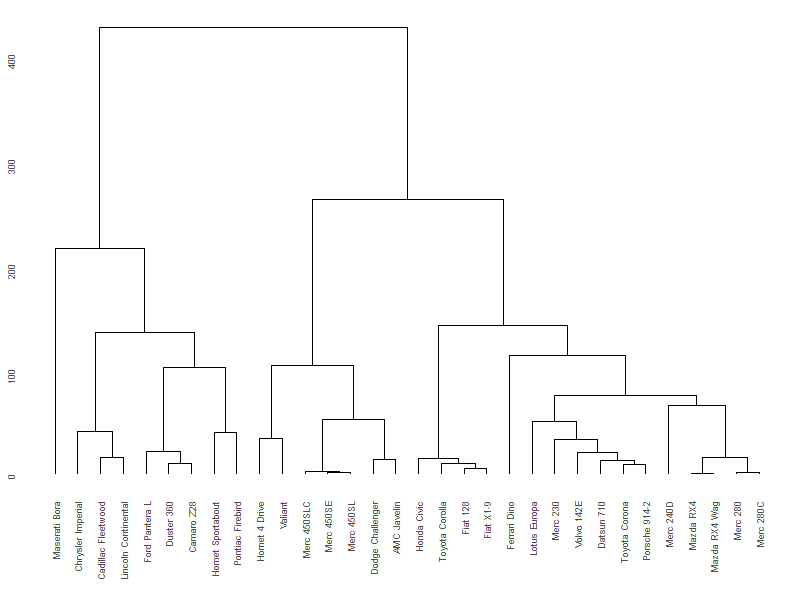 400
300
200
100
0
Maserati Bora
Chrysler Imperial
Cadillac Fleetwood
Lincoln Continental
Ford Pantera L
Duster 360
Camaro Z28
Hornet Sportabout
Pontiac Firebird
Hornet 4 Drive
Valiant
Merc 450SLC
Merc 450SE
Merc 450SL
Dodge Challenger
AMC Javelin
Honda Civic
Toyota Corolla
Fiat 128
Fiat X1-9
Ferrari Dino
Lotus Europa
Merc 230
Volvo 142E
Datsun 710
Toyota Corona
Porsche 914-2
Merc 240D
Mazda RX4
Mazda RX4 Wag
Merc 280
Merc 280C